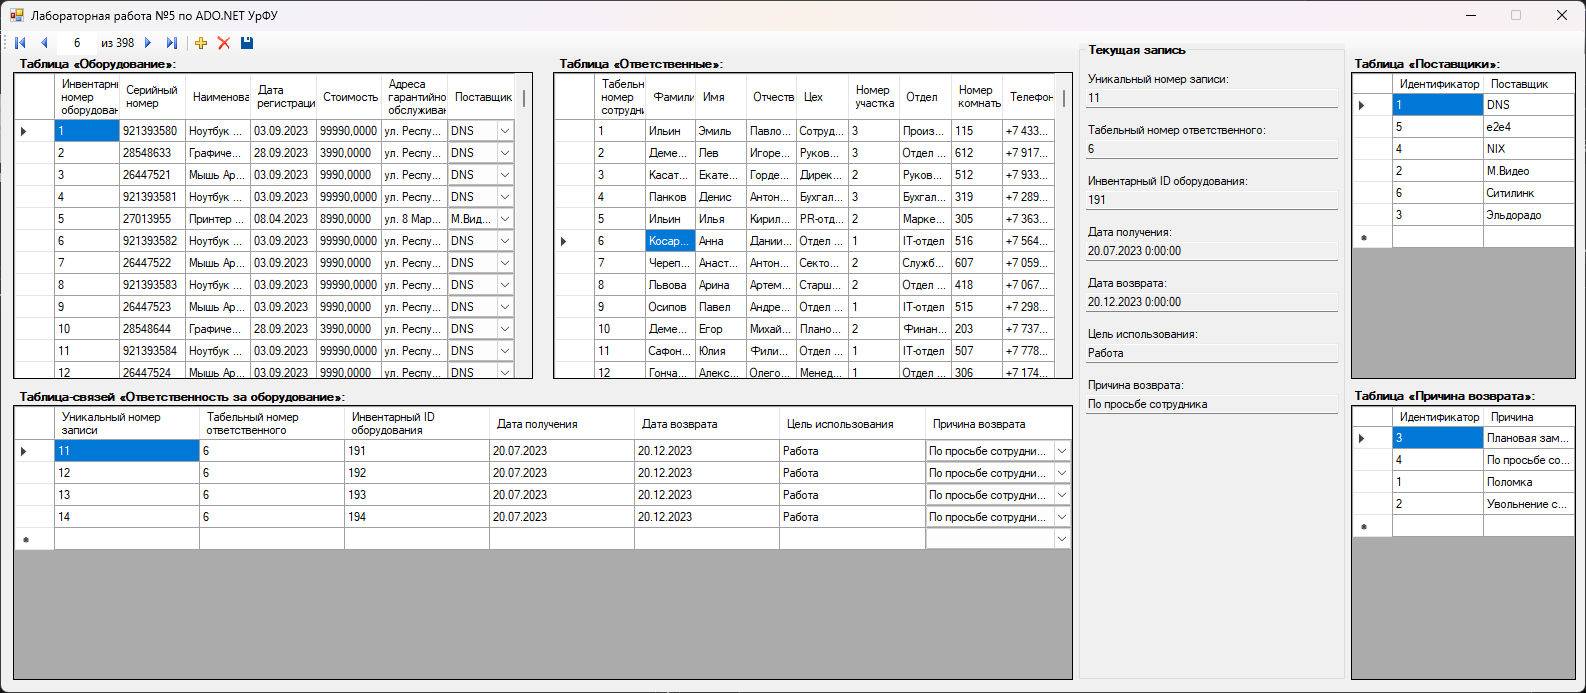 Лабораторная работа №5 по ADO.NET УрФУ
6 из 398
Таблица «Оборудование»:
Инвентарн номер оборудован Серийный номер Наименова Дата регистраци Стоимость Адреса гарантийно обслуживан Поставщик
1 921393580 Ноутбук ... 03.09.2023 99990,0000 ул. Респу... DNS
2 28548633 Графиче... 28.09.2023 3990,0000 ул. Респу... DNS
3 26447521 Мышь Ар... 03.09.2023 9990,0000 ул. Респу... DNS
4 921393581 Ноутбук ... 03.09.2023 99990,0000 ул. Респу... DNS
5 27013955 Принтер ... 08.04.2023 8990,0000 ул. 8 Мар... М.Вид...
6 921393582 Ноутбук ... 03.09.2023 99990,0000 ул. Респу... DNS
7 26447522 Мышь Ар... 03.09.2023 9990,0000 ул. Респу... DNS
8 921393583 Ноутбук ... 03.09.2023 99990,0000 ул. Респу... DNS
9 26447523 Мышь Ар... 03.09.2023 9990,0000 ул. Респу... DNS
10 28548644 Графиче... 28.09.2023 3990,0000 ул. Респу... DNS
11 921393584 Ноутбук ... 03.09.2023 99990,0000 ул. Респу... DNS
12 26447524 Мышь Ар... 03.09.2023 9990,0000 ул. Респу... DNS
Таблица «Ответственные»:
Табельн номер сотрудни Фамили Имя Отчеств Цех Номер участка Отдел Номер комнать Телефон
1 Ильин Эмиль Павло... Сотруд... 3 Произ... 115 +7 433...
2 Деме... Лев Игоре... Руков... 3 Отдел ... 612 +7 917...
3 Касат... Екате... Горде... Дирек... 2 Руков... 512 +7 933...
4 Панков Денис Антон... Бухгал... 3 Бухгал... 319 +7 289...
5 Ильин Илья Кирил... PR-отд... 2 Марке... 305 +7 363...
6 Косар... Анна Дании... Отдел ... 1 IT-отдел 516 +7 564...
7 Череп... Анаст... Антон... Секто... 2 Служб... 607 +7 059...
8 Львова Арина Артем... Старш... 2 Отдел ... 418 +7 067...
9 Осипов Павел Андре... Отдел ... 1 IT-отдел 515 +7 298...
10 Деме... Егор Михай... Плано... 2 Финан... 203 +7 737...
11 Сафон... Юлия Фили... Отдел ... 1 IT-отдел 507 +7 778...
12 Гонча... Алекс... Олего... Менед... 1 Отдел ... 306 +7 174...
Таблица-связей «Ответственность за оборудование»:
Уникальный номер записи Табельный номер ответственного Инвентарный ID оборудования Дата получения Дата возврата Цель использования Причина возврата
11 6 191 20.07.2023 20.12.2023 Работа По просьбе сотрудни...
12 6 192 20.07.2023 20.12.2023 Работа По просьбе сотрудни...
13 6 193 20.07.2023 20.12.2023 Работа По просьбе сотрудни...
14 6 194 20.07.2023 20.12.2023 Работа По просьбе сотрудни...
Текущая запись
Уникальный номер записи:
11
Табельный номер ответственного:
6
Инвентарный ID оборудования:
191
Дата получения:
20.07.2023 0:00:00
Дата возврата:
20.12.2023 0:00:00
Цель использования:
Работа
Причина возврата:
По просьбе сотрудника
Таблица «Поставщики»:
Идентификатор Поставщик
1 DNS
5 e2e4
4 NIX
2 М.Видео
6 Ситилинк
3 Эльдорадо
Таблица «Причина возврата»:
Идентификатор Причина
3 Плановая зам...
4 По просьбе со...
1 Поломка
2 Увольнение с...